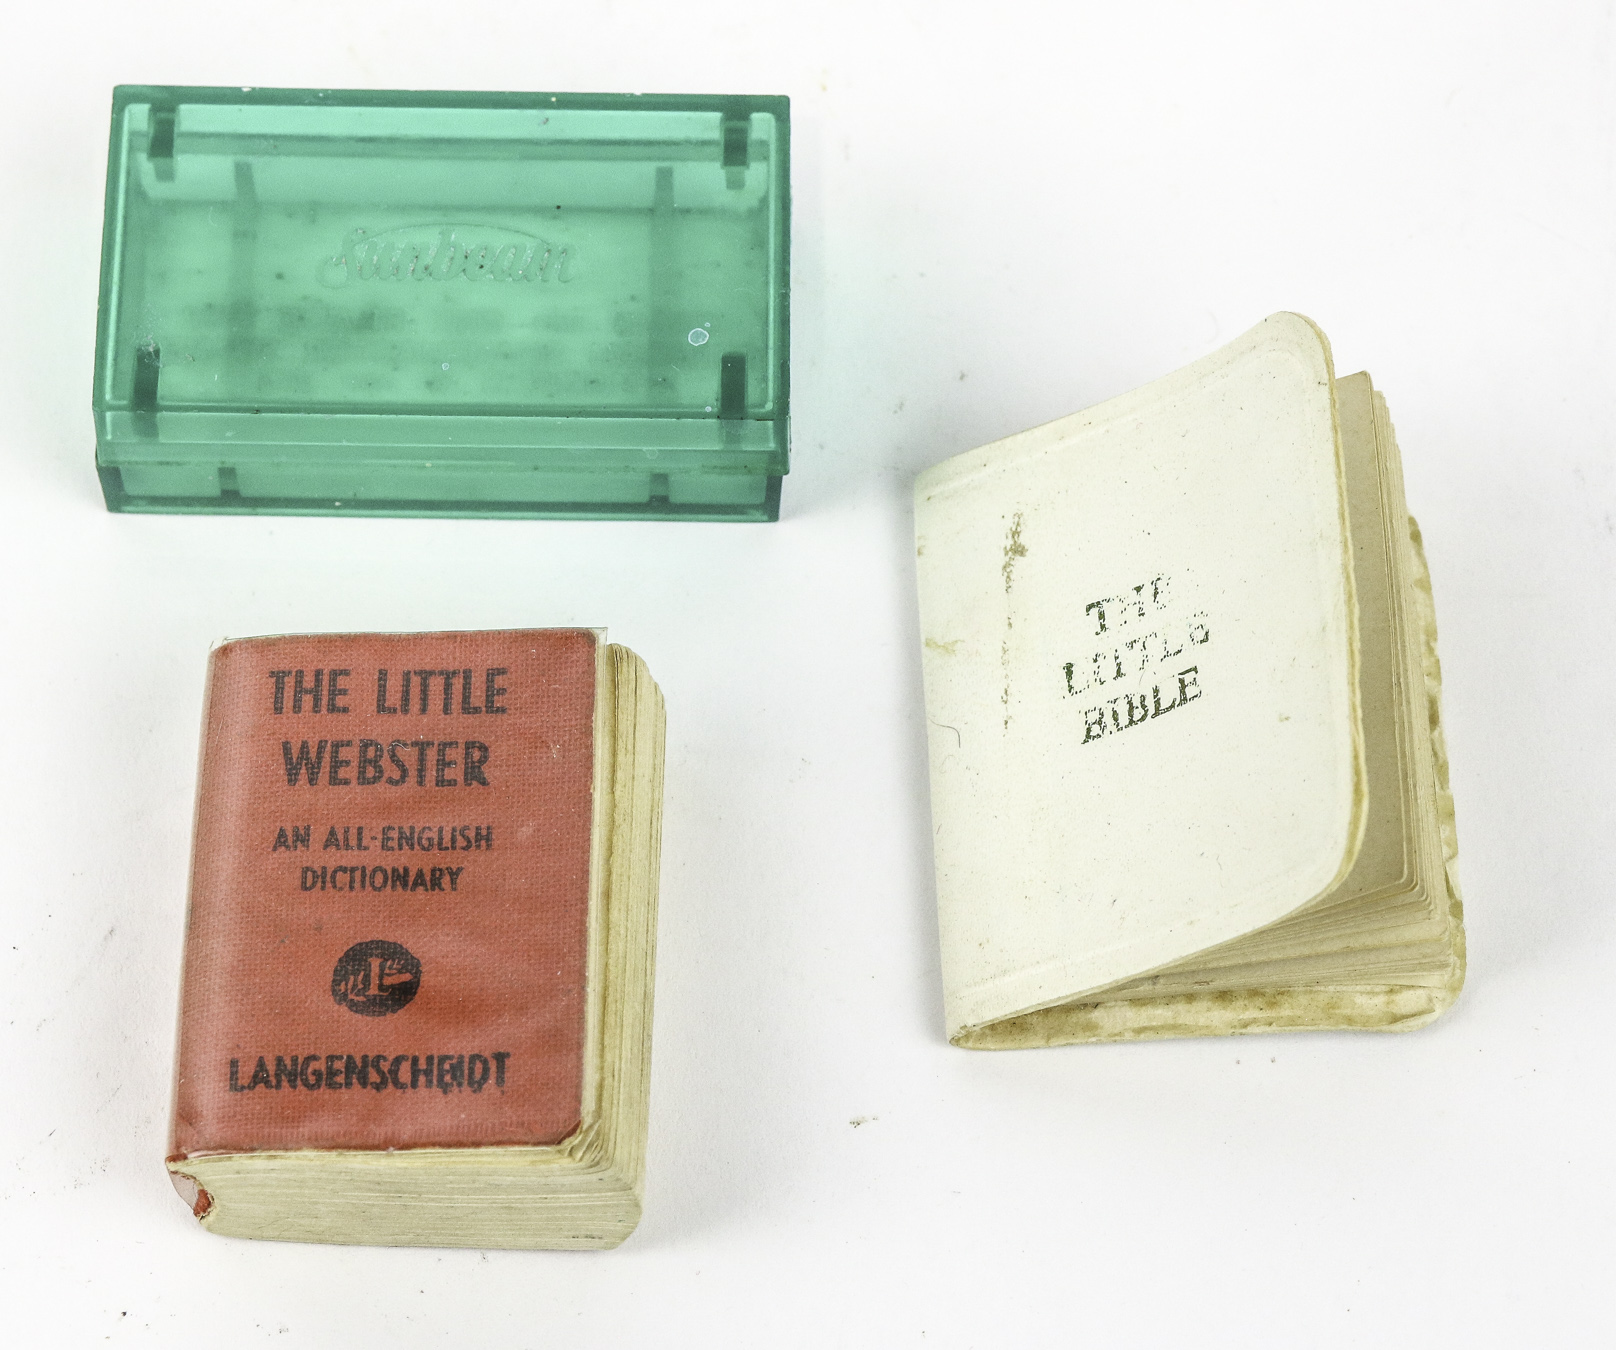 Sunbeam
THE LITTLE
WEBSTER
AN ALL-ENGLISH
DICTIONARY
L
LANGENSCHEIDT
THE
LITTLE
BIBLE